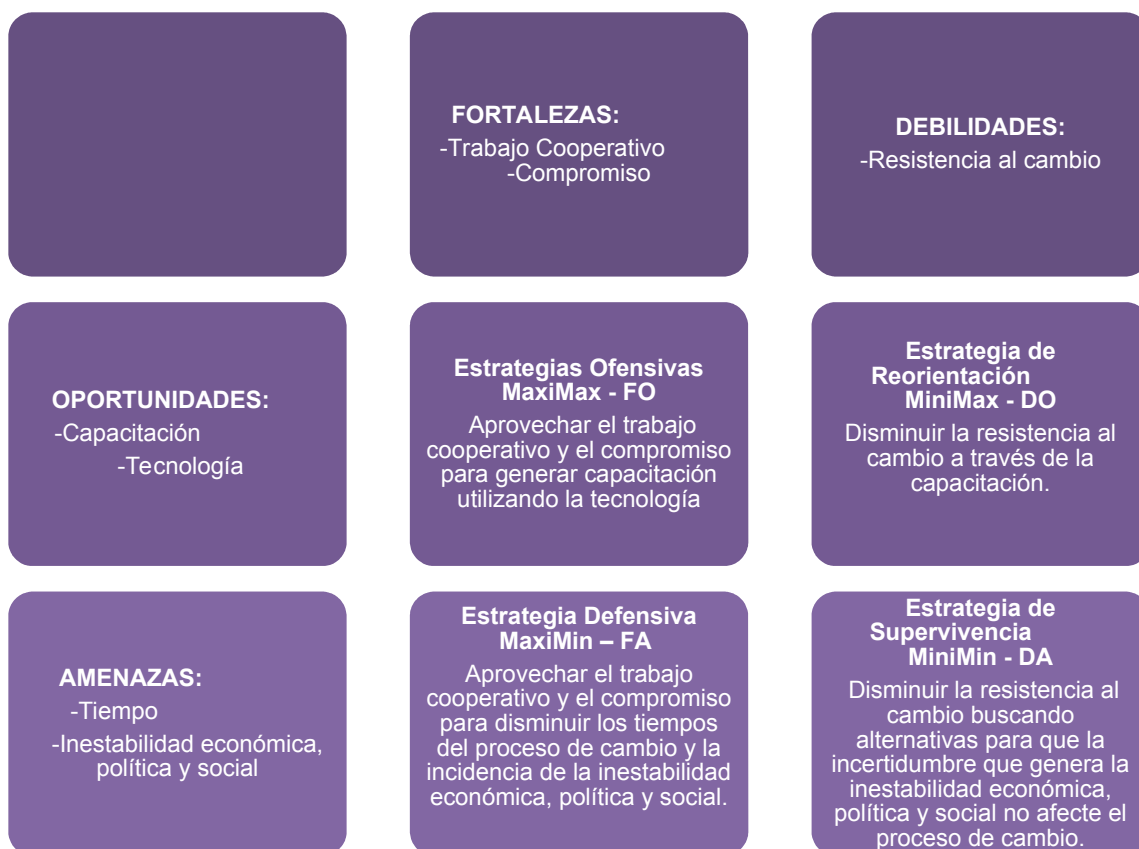 FORTALEZAS:
-Trabajo Cooperativo
-Compromiso
DEBILIDADES:
-Resistencia al cambio
OPORTUNIDADES:
-Capacitación
-Tecnología
Estrategias Ofensivas
MaxiMax - FO
Aprovechar el trabajo
cooperativo y el compromiso
para generar capacitación
utilizando la tecnología
Estrategia de
Reorientación
MiniMax - DO
Disminuir la resistencia al
cambio a través de la
capacitación.
AMENAZAS:
-Tiempo
-Inestabilidad económica,
política y social
Estrategia Defensiva
MaxiMin – FA
Aprovechar el trabajo
cooperativo y el compromiso
para disminuir los tiempos
del proceso de cambio y la
incidencia de la inestabilidad
económica, política y social.
Estrategia de
Supervivencia
MiniMin - DA
Disminuir la resistencia al
cambio buscando
alternativas para que la
incertidumbre que genera la
inestabilidad económica,
política y social no afecte el
proceso de cambio.